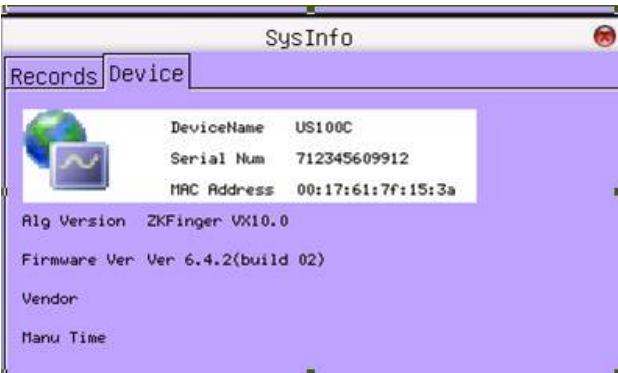 SysInfo
Records Device
DeviceName US100C
Serial Num 712345609912
MAC Address 00:17:61:7f:15:3a
Alg Version ZKFinger VX10.0
Firmware Ver Ver 6.4.2(build 02)
Vendor
Manu Time